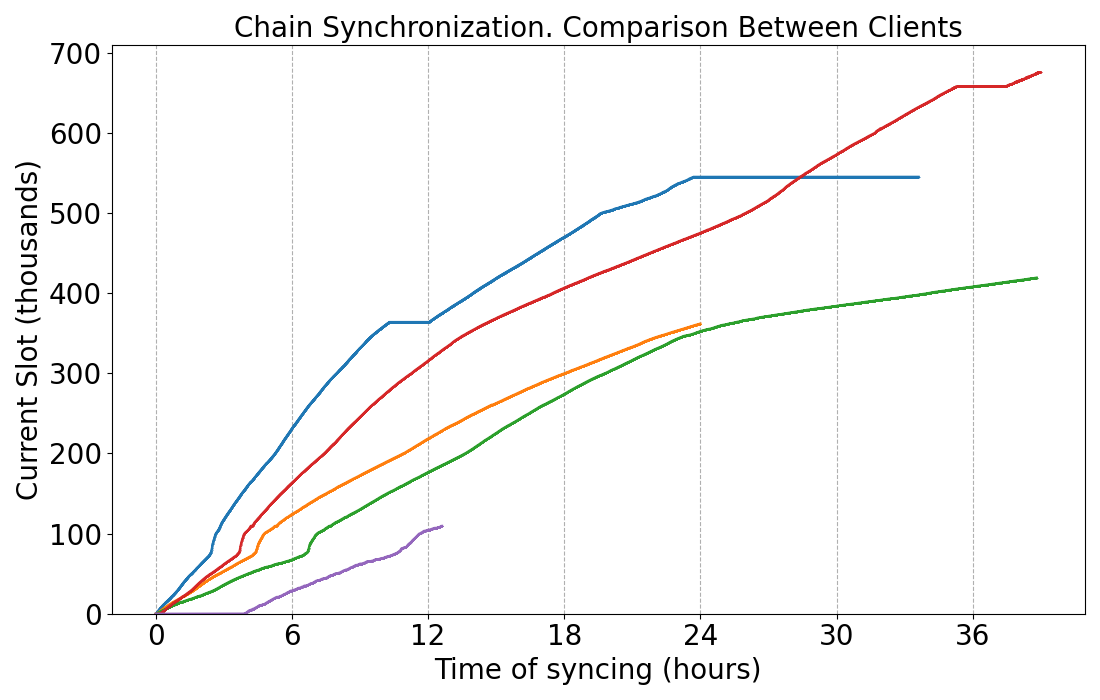 Chain Synchronization. Comparison Between Clients
Current Slot (thousands)
700
600
500
400
300
200
100
0
0 6 12 18 24 30 36
Time of syncing (hours)